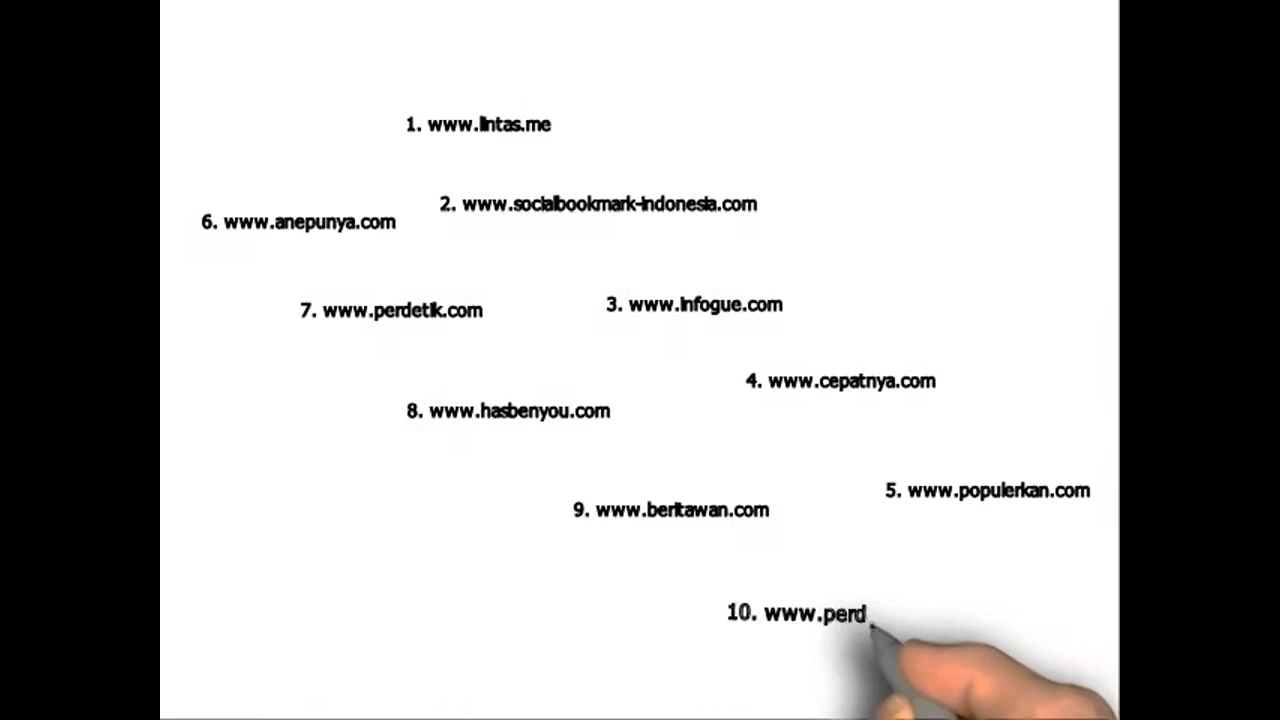 1. www.lintas.me
2. www.socialbookmark-indonesia.com
3. www.infogue.com
4. www.cepatnya.com
5. www.populerkan.com
6. www.anepunya.com
7. www.perdetik.com
8. www.hasbenyou.com
9. www.beritawan.com
10. www.perd